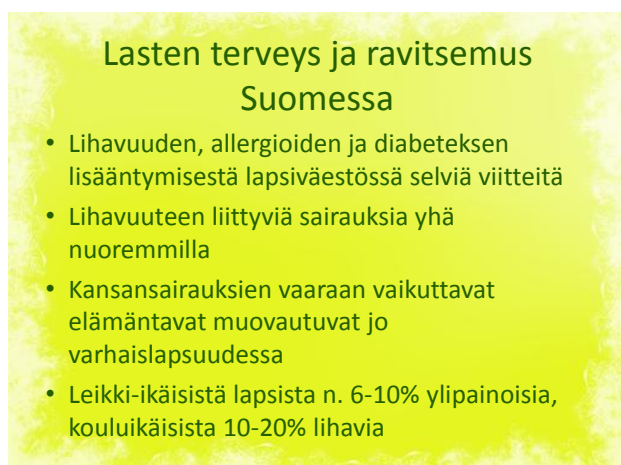 Lasten terveys ja ravitsemus
Suomessa
• Lihavuuden, allergioiden ja diabeteksen
lisääntymisestä lapsiväestössä selviä viitteitä
• Lihavuuteen liittyviä sairauksia yhä
nuoremmilla
• Kansansairauksien vaaraan vaikuttavat
elämäntavat muovautuvat jo
varhaislapsuudessa
• Leikki-ikäisistä lapsista n. 6-10% ylipainoisia,
kouluikäisista 10-20% lihavia